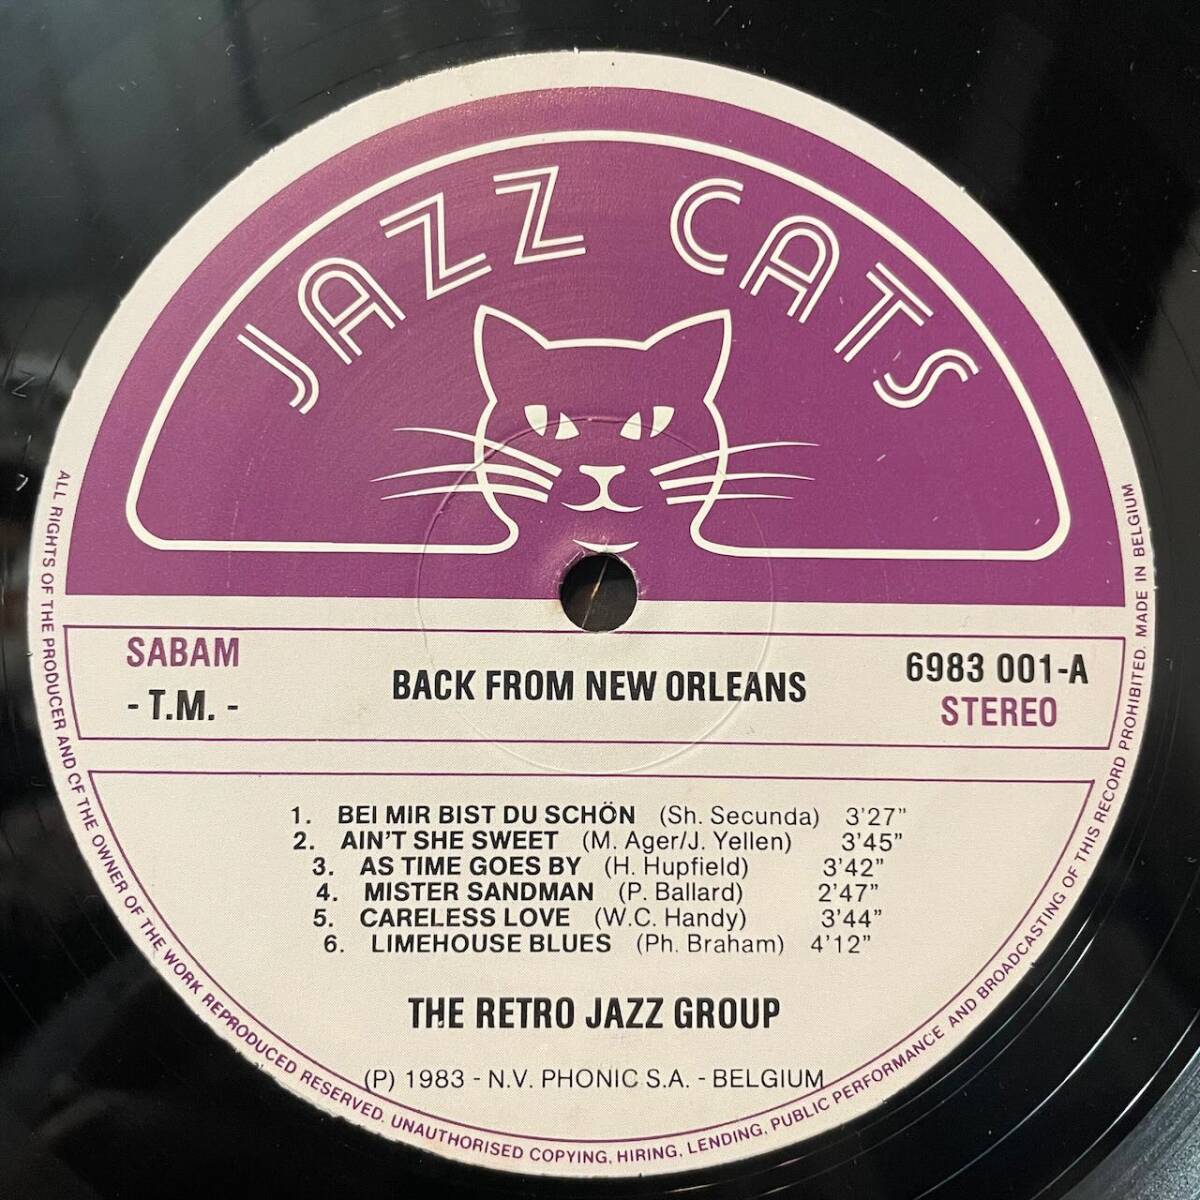 JAZZ CATS
SABAM
- T.M. -
BACK FROM NEW ORLEANS
6983 001-A
STEREO
1. BEI MIR BIST DU SCHÖN (Sh. Secunda) 3'27"
2. AIN'T SHE SWEET (M. Ager/J. Yellen) 3'45"
3. AS TIME GOES BY (H. Hupfield) 3'42"
4. MISTER SANDMAN (P. Ballard) 2'47"
5. CARELESS LOVE (W.C. Handy) 3'44"
6. LIMEHOUSE BLUES (Ph. Braham) 4'12"
THE RETRO JAZZ GROUP
(P) 1983 - N.V. PHONIC S.A. - BELGIUM
ALL RIGHTS OF THE PRODUCER AND OF THE OWNER OF THE WORK REPRODUCED RESERVED. UNAUTHORISED COPYING, HIRING, LENDING, PUBLIC PERFORMANCE AND BROADCASTING OF THIS RECORD PROHIBITED. MADE IN BELGIUM